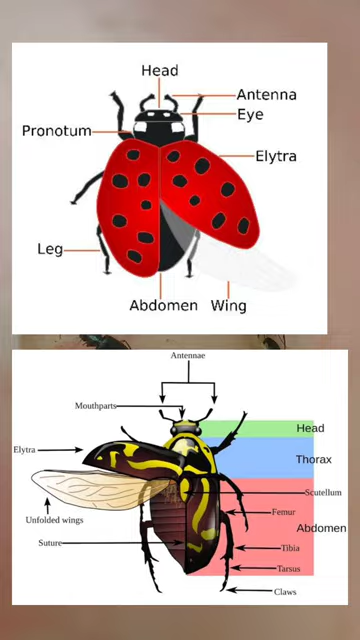 Head
Antenna
Eye
Pronotum
Elytra
Leg
Abdomen Wing
Antennae
Mouthparts
Head
Elytra
Thorax
Scutellum
Unfolded wings
Femur
Abdomen
Suture
Tibia
Tarsus
Claws